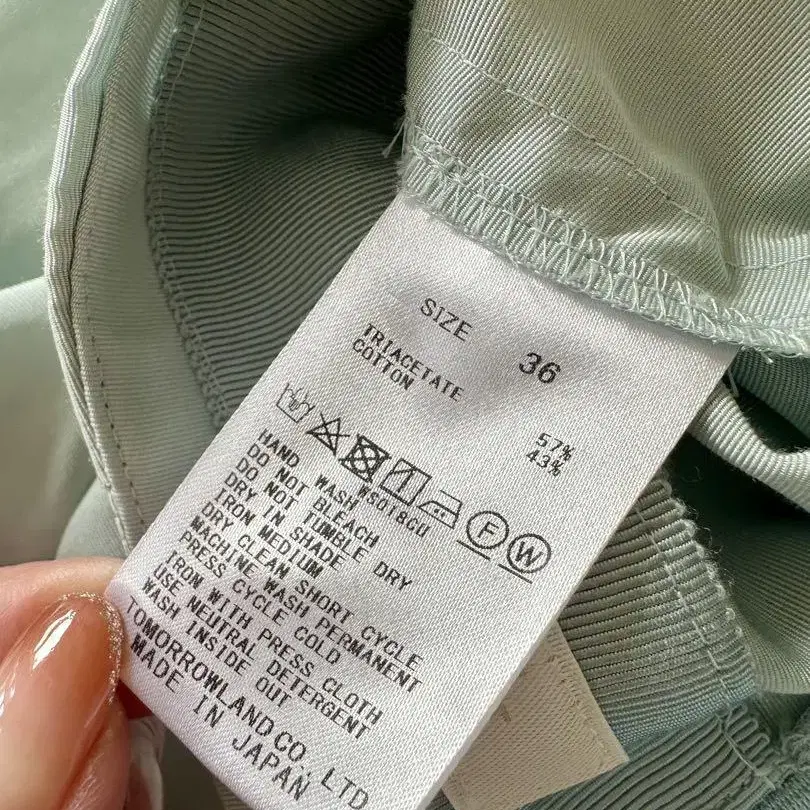 SIZE 36
TRIACETATE 57%
COTTON 43%
F W
WS018CU
HAND WASH
DO NOT BLEACH
DO NOT TUMBLE DRY
DRY IN SHADE
IRON MEDIUM
DRY CLEAN SHORT CYCLE
MACHINE WASH PERMANENT
PRESS CYCLE COLD
IRON WITH PRESS CLOTH
USE NEUTRAL DETERGENT
WASH INSIDE OUT
TOMORROWLAND CO. LTD
MADE IN JAPAN